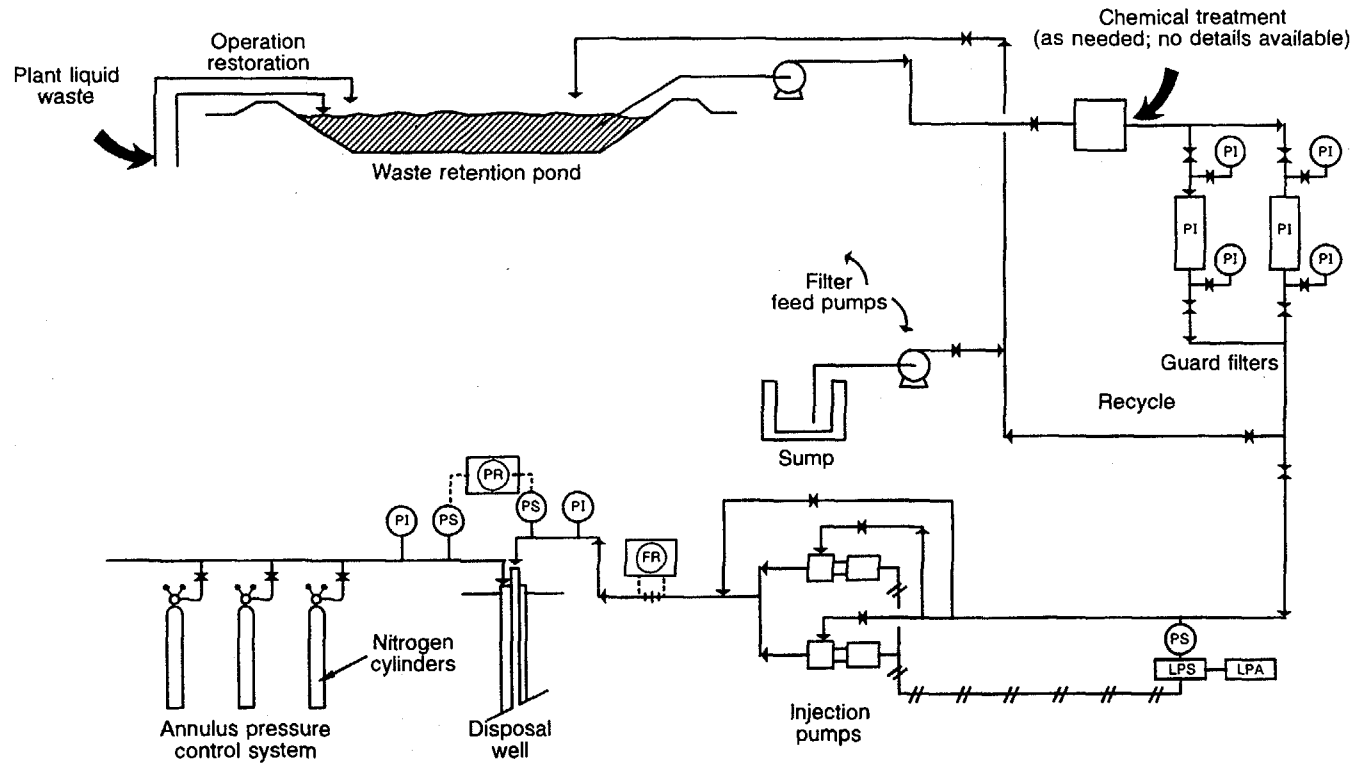 Chemical treatment
(as needed; no details available)
Operation
restoration
Plant liquid
waste
Waste retention pond
PI
PI
PI
PI
PI
PI
Filter
feed pumps
Guard filters
Recycle
Sump
PR
PI
PS
PS
PI
FR
PS
LPS
LPA
Nitrogen
cylinders
Annulus pressure
control system
Disposal
well
Injection
pumps